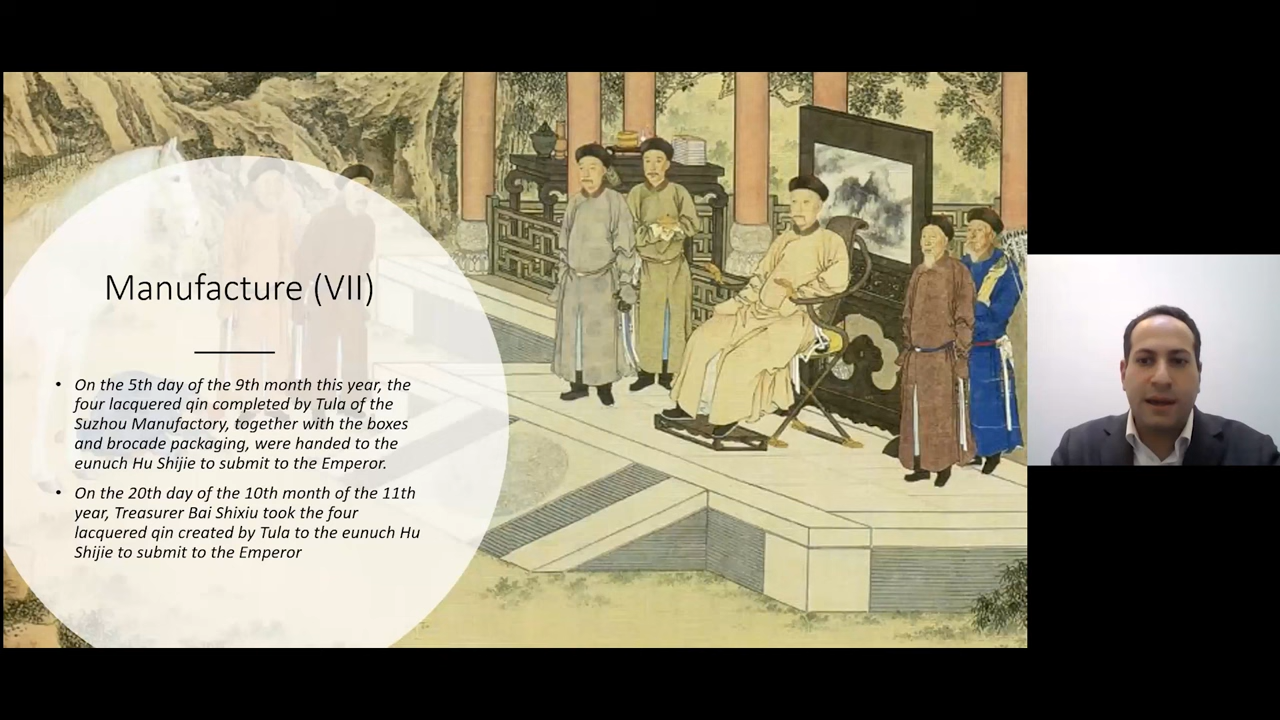 Manufacture (VII)
• On the 5th day of the 9th month this year, the
four lacquered qin completed by Tula of the
Suzhou Manufactory, together with the boxes
and brocade packaging, were handed to the
eunuch Hu Shijie to submit to the Emperor.
• On the 20th day of the 10th month of the 11th
year, Treasurer Bai Shixiu took the four
lacquered qin created by Tula to the eunuch Hu
Shijie to submit to the Emperor